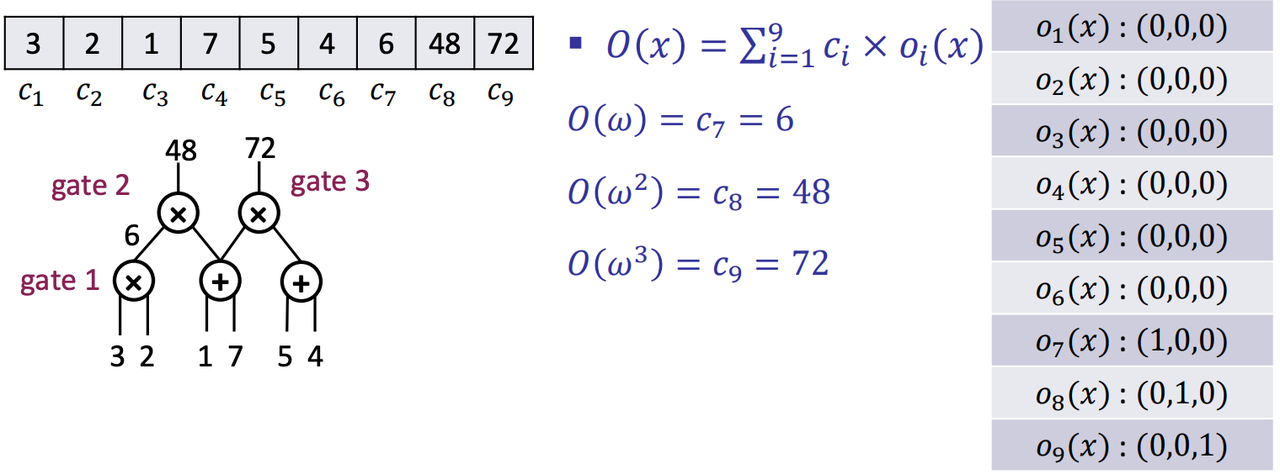 3 2 1 7 5 4 6 48 72
c₁ c₂ c₃ c₄ c₅ c₆ c₇ c₈ c₉
48 72
gate 2 gate 3
× ×
6
gate 1 × + +
3 2 1 7 5 4
▪ O(x) = ∑⁹ᵢ₌₁ cᵢ × oᵢ(x)
O(ω) = c₇ = 6
O(ω²) = c₈ = 48
O(ω³) = c₉ = 72
o₁(x) : (0,0,0)
o₂(x) : (0,0,0)
o₃(x) : (0,0,0)
o₄(x) : (0,0,0)
o₅(x) : (0,0,0)
o₆(x) : (0,0,0)
o₇(x) : (1,0,0)
o₈(x) : (0,1,0)
o₉(x) : (0,0,1)